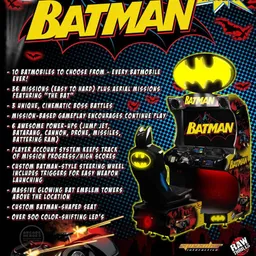 BATMAN
- 10 BATMOBILES TO CHOOSE FROM - EVERY BATMOBILE
EVER!
- 36 MISSIONS (EASY TO HARD) PLUS AERIAL MISSIONS
FEATURING "THE BAT"
- 3 UNIQUE, CINEMATIC BOSS BATTLES
- MISSION-BASED GAMEPLAY ENCOURAGES CONTINUE PLAY
- 6 AWESOME POWER-UPS (JUMP JET,
BATARANG, CANNON, DRONE, MISSILES,
BATTERING RAM)
- PLAYER ACCOUNT SYSTEM KEEPS TRACK
OF MISSION PROGRESS/HIGH SCORES
- CUSTOM BATMAN-STYLE STEERING WHEEL
INCLUDES TRIGGERS FOR EASY WEAPON
LAUNCHING
- MASSIVE GLOWING BAT EMBLEM TOWERS
ABOVE THE LOCATION
- CUSTOM BATMAN-SHAPED SEAT
- OVER 500 COLOR-SHIFTING LED'S
BATMAN
BATMAN
RAW